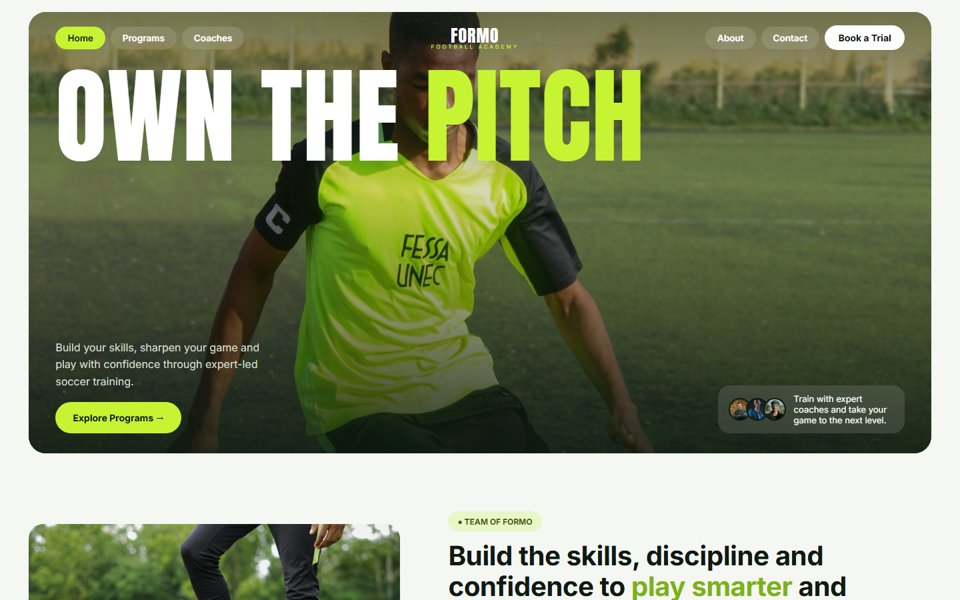 Home
Programs
Coaches
FORMO
FOOTBALL ACADEMY
About
Contact
Book a Trial
OWN THE PITCH
C
FESSA
UNEC
Build your skills, sharpen your game and
play with confidence through expert-led
soccer training.
Explore Programs →
Train with expert
coaches and take your
game to the next level.
• TEAM OF FORMO
Build the skills, discipline and
confidence to play smarter and